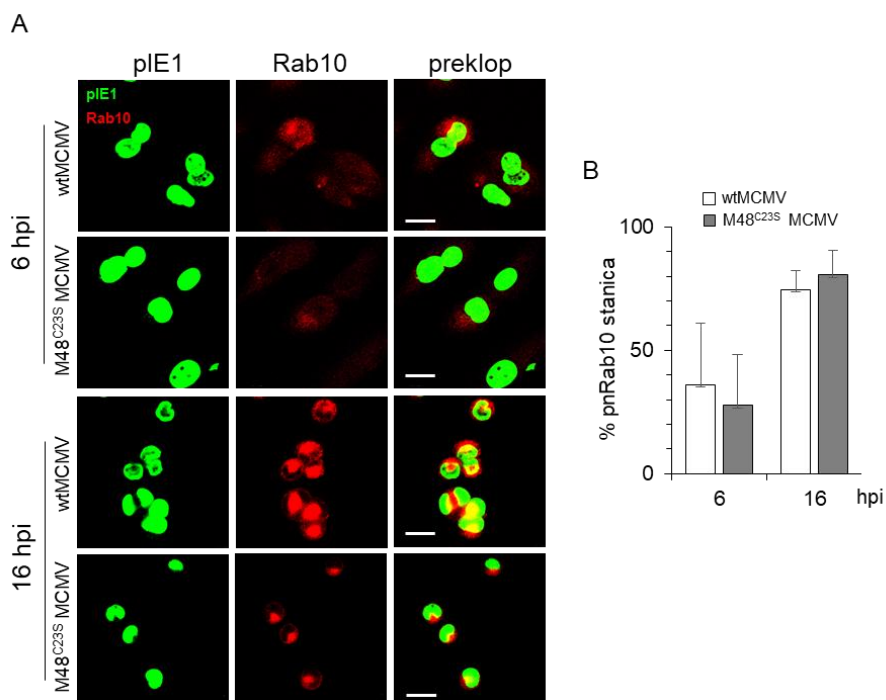 A
pIE1
Rab10
preklop
pIE1
Rab10
6 hpi
wtMCMV
M48C23S MCMV
16 hpi
wtMCMV
M48C23S MCMV
B
wtMCMV
M48C23S MCMV
% pnRab10 stanica
100
50
0
6
16
hpi